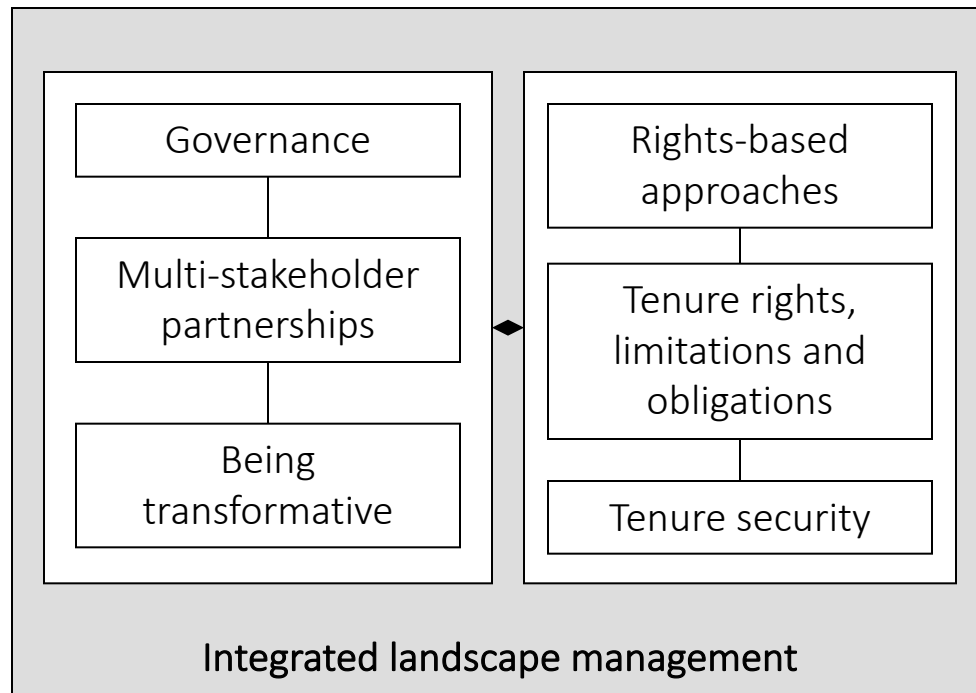 Governance
Multi-stakeholder
partnerships
Being
transformative
Rights-based
approaches
Tenure rights,
limitations and
obligations
Tenure security
Integrated landscape management